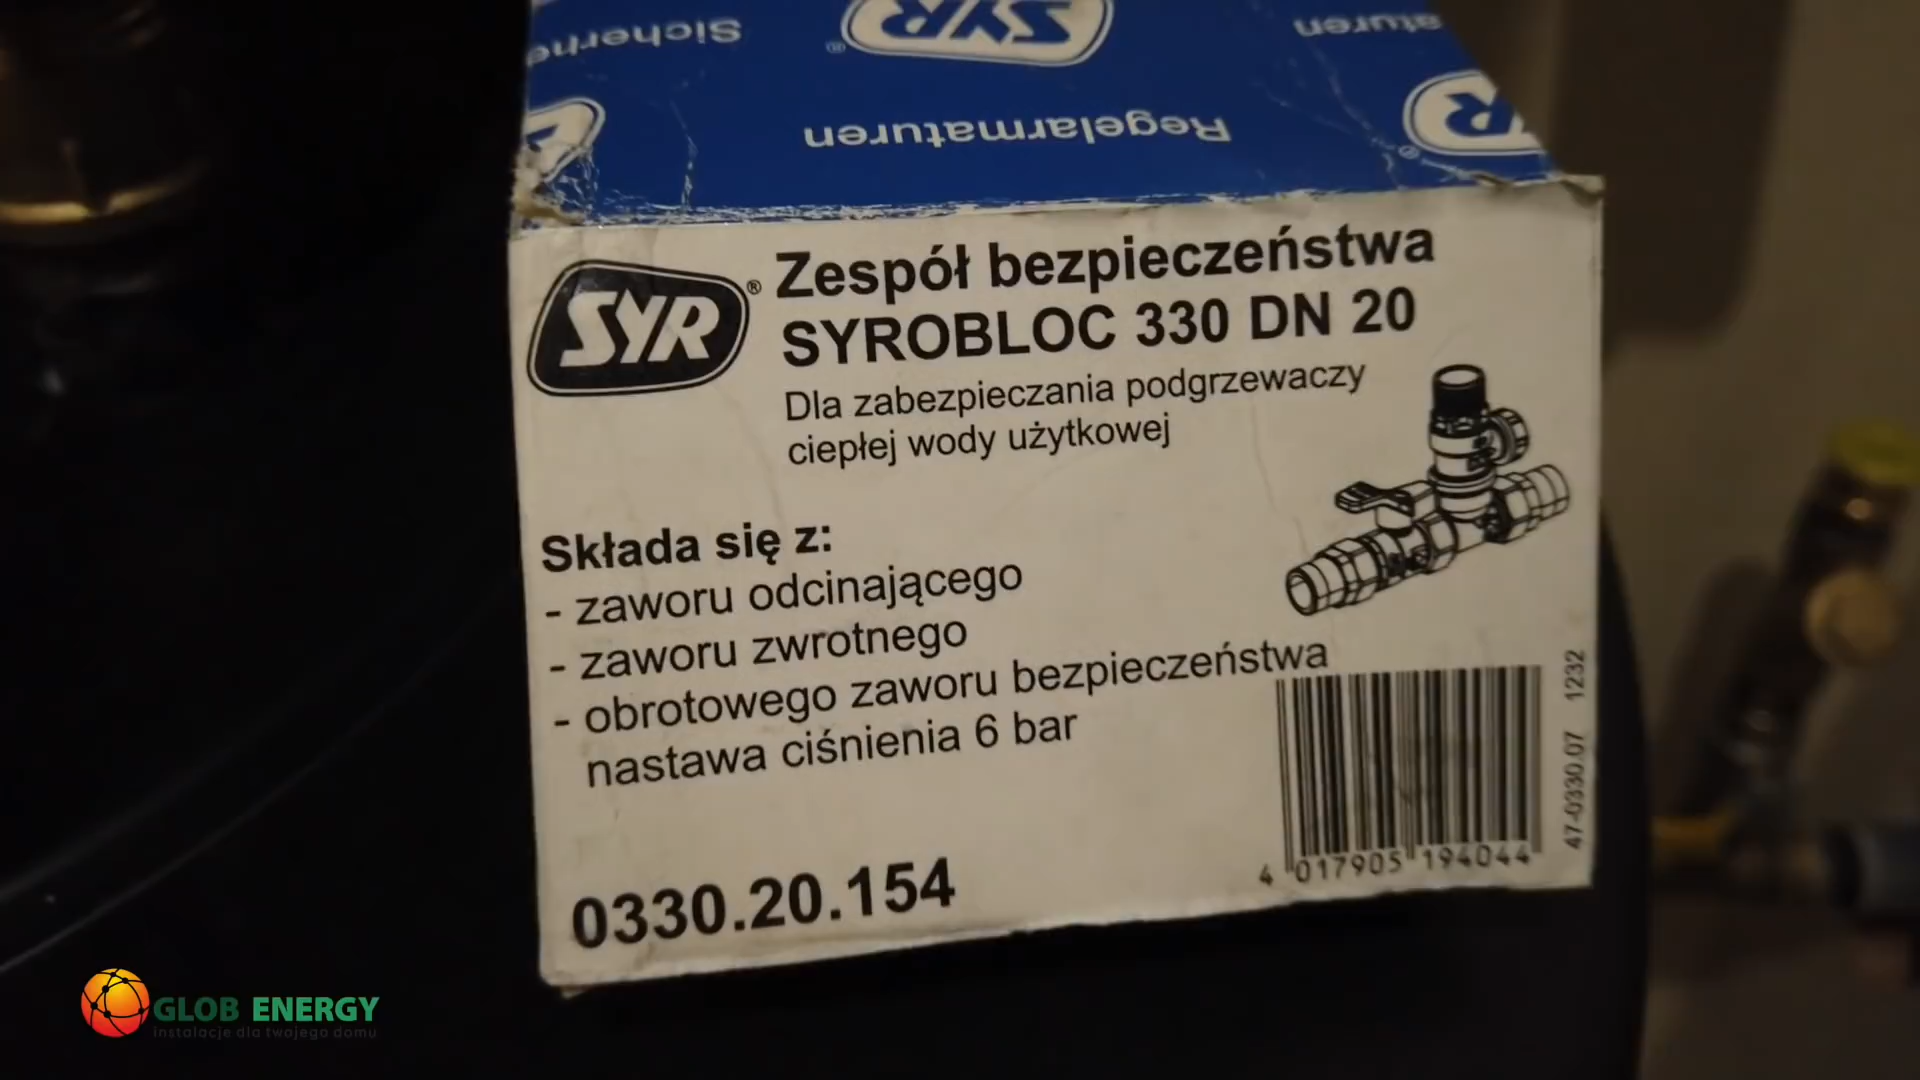 Sicherhe
SYR
®
aturen
Regelarmaturen
®
SYR ®
Zespół bezpieczeństwa
SYROBLOC 330 DN 20
Dla zabezpieczania podgrzewaczy
ciepłej wody użytkowej
Składa się z:
- zaworu odcinającego
- zaworu zwrotnego
- obrotowego zaworu bezpieczeństwa
nastawa ciśnienia 6 bar
0330.20.154
4 017905 194044
47-0330.07 1232
GLOB ENERGY
instalacje dla twojego domu